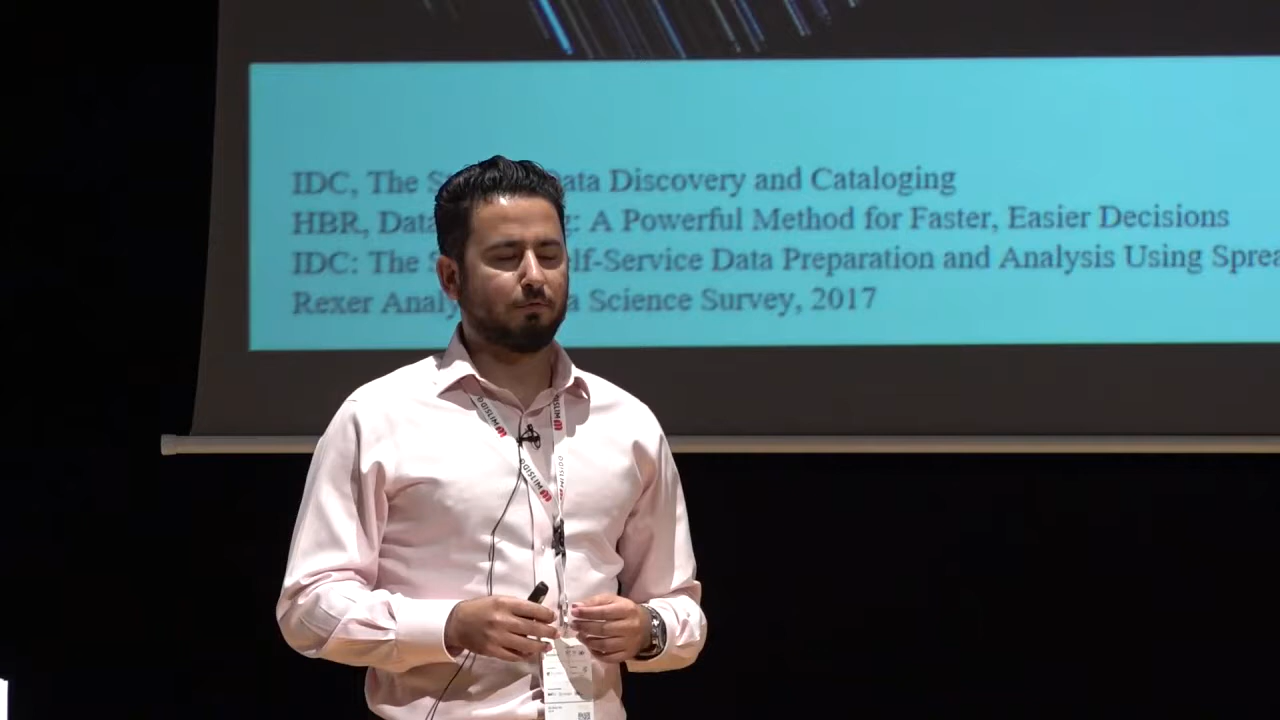 IDC, The S ata Discovery and Cataloging
HBR, Data g: A Powerful Method for Faster, Easier Decisions
IDC: The S lf-Service Data Preparation and Analysis Using Sprea
Rexer Analy a Science Survey, 2017